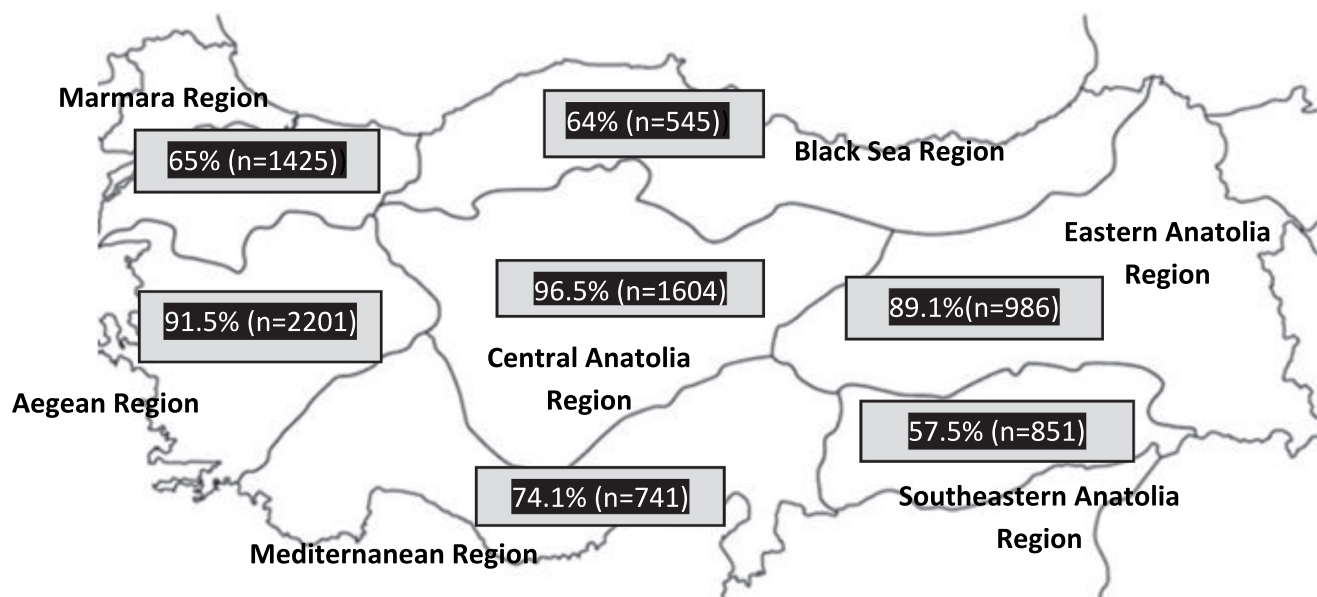 Marmara Region
65% (n=1425))
64% (n=545))
Black Sea Region
Eastern Anatolia
Region
96.5% (n=1604)
89.1%(n=986)
91.5% (n=2201)
Central Anatolia
Region
Aegean Region
57.5% (n=851)
74.1% (n=741)
Southeastern Anatolia
Region
Mediternanean Region